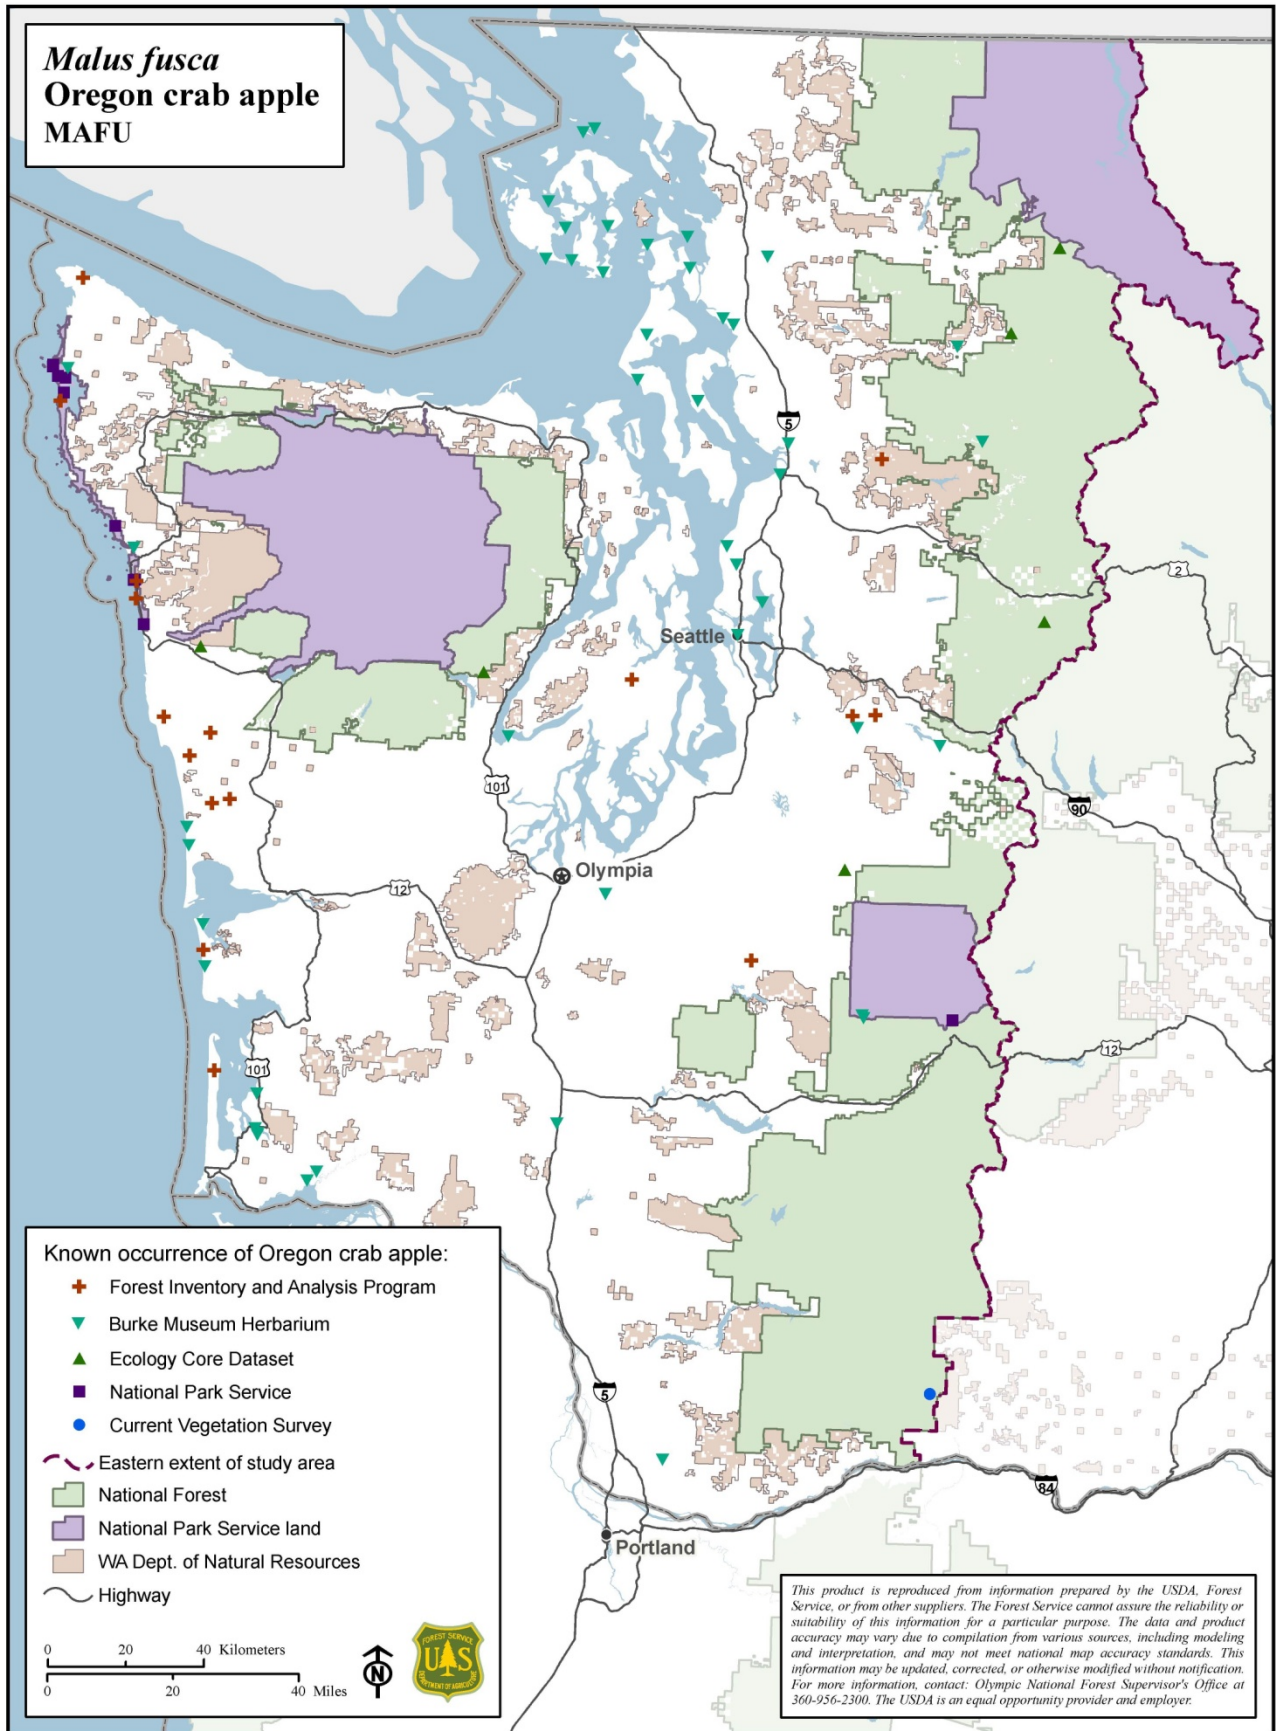 Malus fusca
Oregon crab apple
MAFU
5
2
Seattle
101
90
Olympia
12
12
101
Known occurrence of Oregon crab apple:
Forest Inventory and Analysis Program
Burke Museum Herbarium
Ecology Core Dataset
National Park Service
Current Vegetation Survey
Eastern extent of study area
National Forest
National Park Service land
WA Dept. of Natural Resources
Highway
0 20 40 Kilometers
0 20 40 Miles
N
FOREST SERVICE
U S
DEPARTMENT OF AGRICULTURE
5
84
Portland
This product is reproduced from information prepared by the USDA, Forest
Service, or from other suppliers. The Forest Service cannot assure the reliability or
suitability of this information for a particular purpose. The data and product
accuracy may vary due to compilation from various sources, including modeling
and interpretation, and may not meet national map accuracy standards. This
information may be updated, corrected, or otherwise modified without notification.
For more information, contact: Olympic National Forest Supervisor's Office at
360-956-2300. The USDA is an equal opportunity provider and employer.